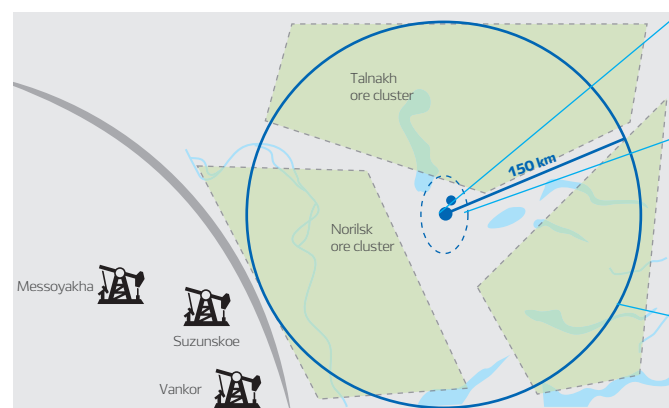 Talnakh
ore cluster
150 km
Norilsk
ore cluster
Messoyakha
Suzunskoe
Vankor